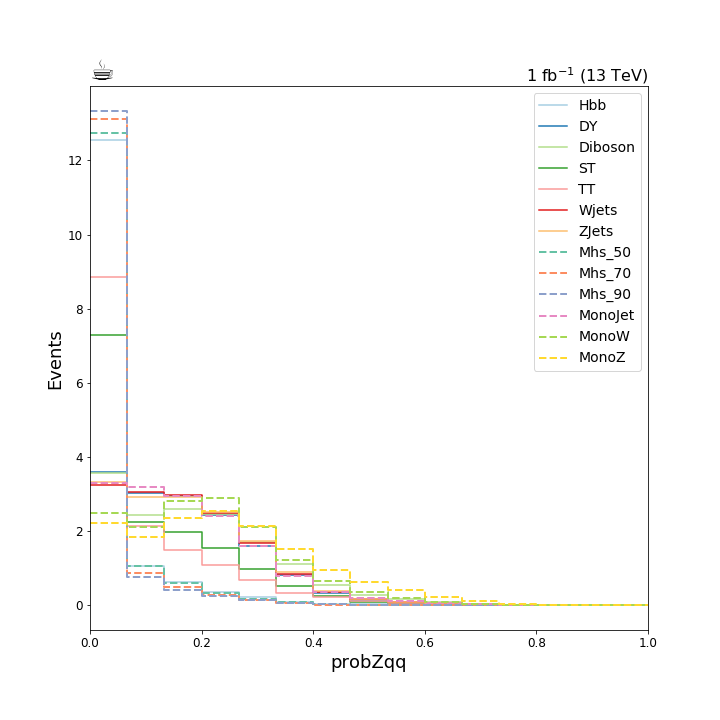 ☕ 1 fb⁻¹ (13 TeV)
Hbb
DY
Diboson
ST
TT
Wjets
ZJets
Mhs_50
Mhs_70
Mhs_90
MonoJet
MonoW
MonoZ
12
10
8
6
4
2
0
Events
0.0 0.2 0.4 0.6 0.8 1.0
probZqq